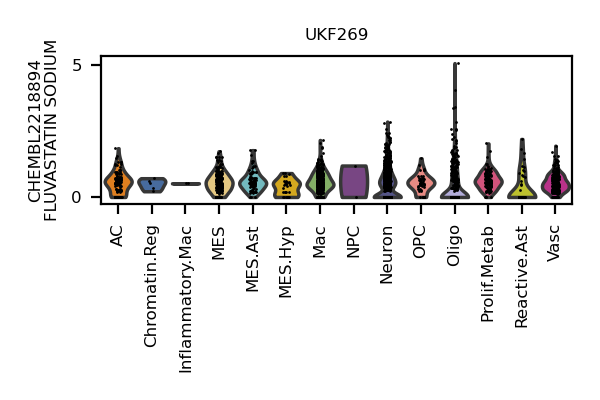 UKF269
CHEMBL2218894
FLUVASTATIN SODIUM
5
0
AC
Chromatin.Reg
Inflammatory.Mac
MES
MES.Ast
MES.Hyp
Mac
NPC
Neuron
OPC
Oligo
Prolif.Metab
Reactive.Ast
Vasc